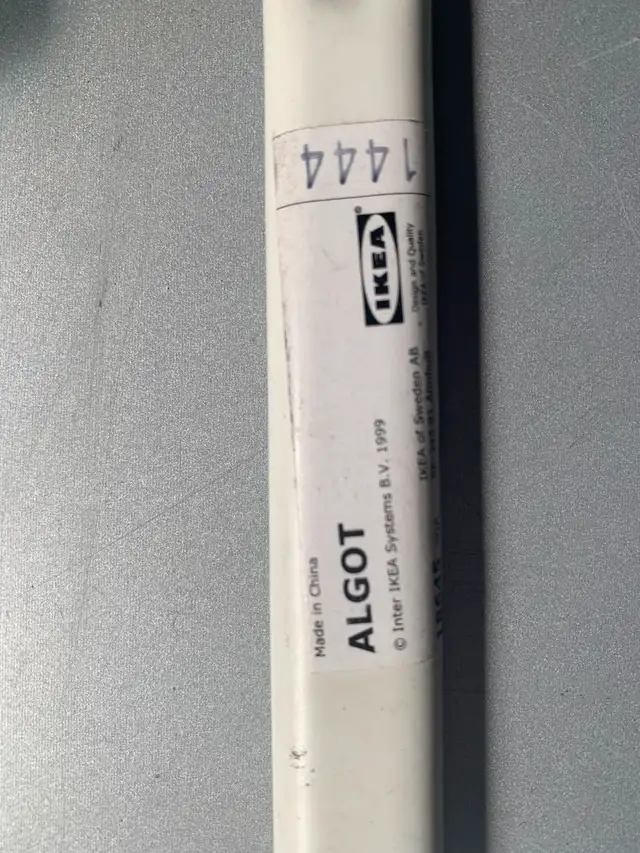 Made in China
ALGOT
© Inter IKEA Systems B.V. 1999
IKEA of Sweden AB
IKEA®
Design and Quality
IKEA of Sweden
1444